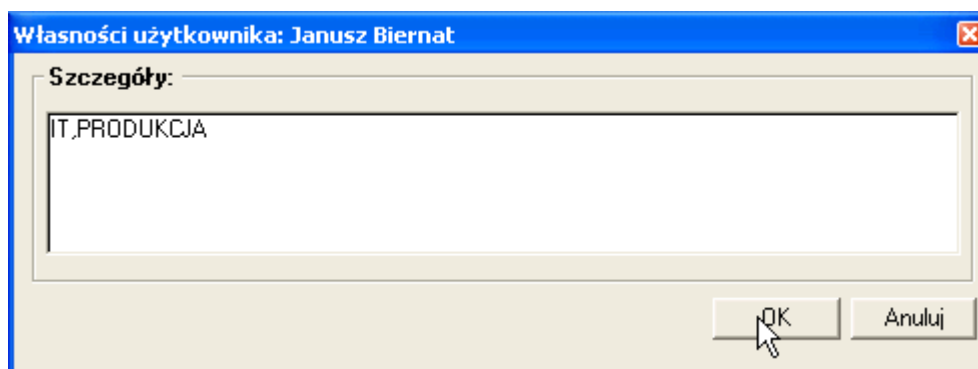 Własności użytkownika: Janusz Biernat
Szczegóły:
IT,PRODUKCJA
OK
Anuluj